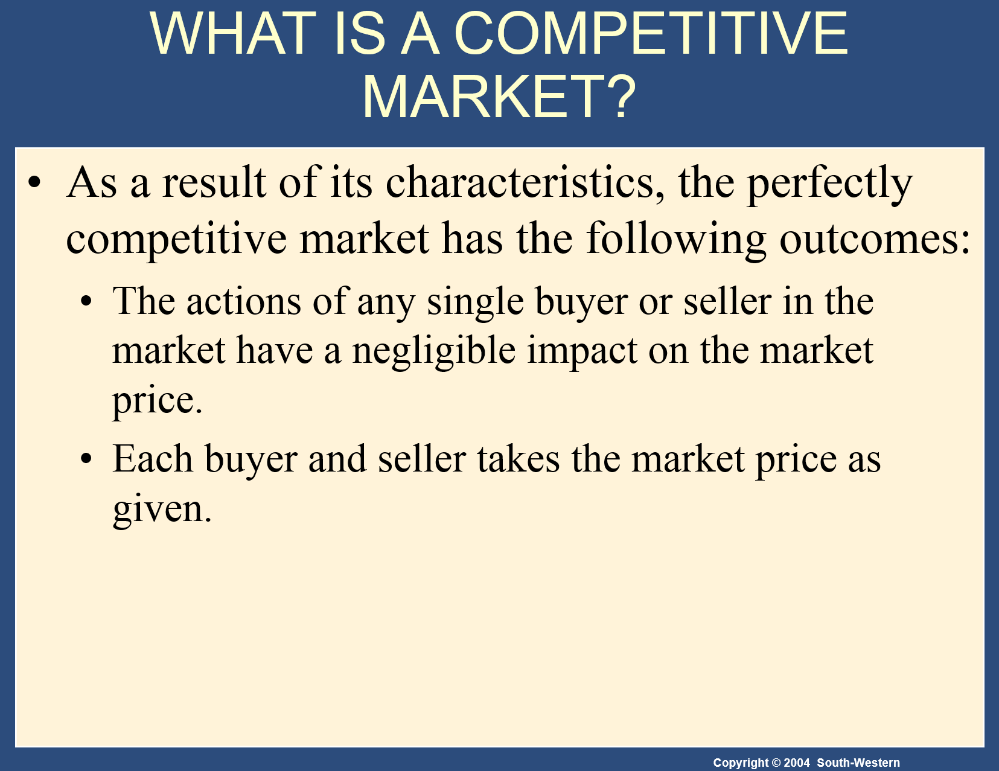 WHAT IS A COMPETITIVE
MARKET?
• As a result of its characteristics, the perfectly
competitive market has the following outcomes:
• The actions of any single buyer or seller in the
market have a negligible impact on the market
price.
• Each buyer and seller takes the market price as
given.
Copyright © 2004 South-Western